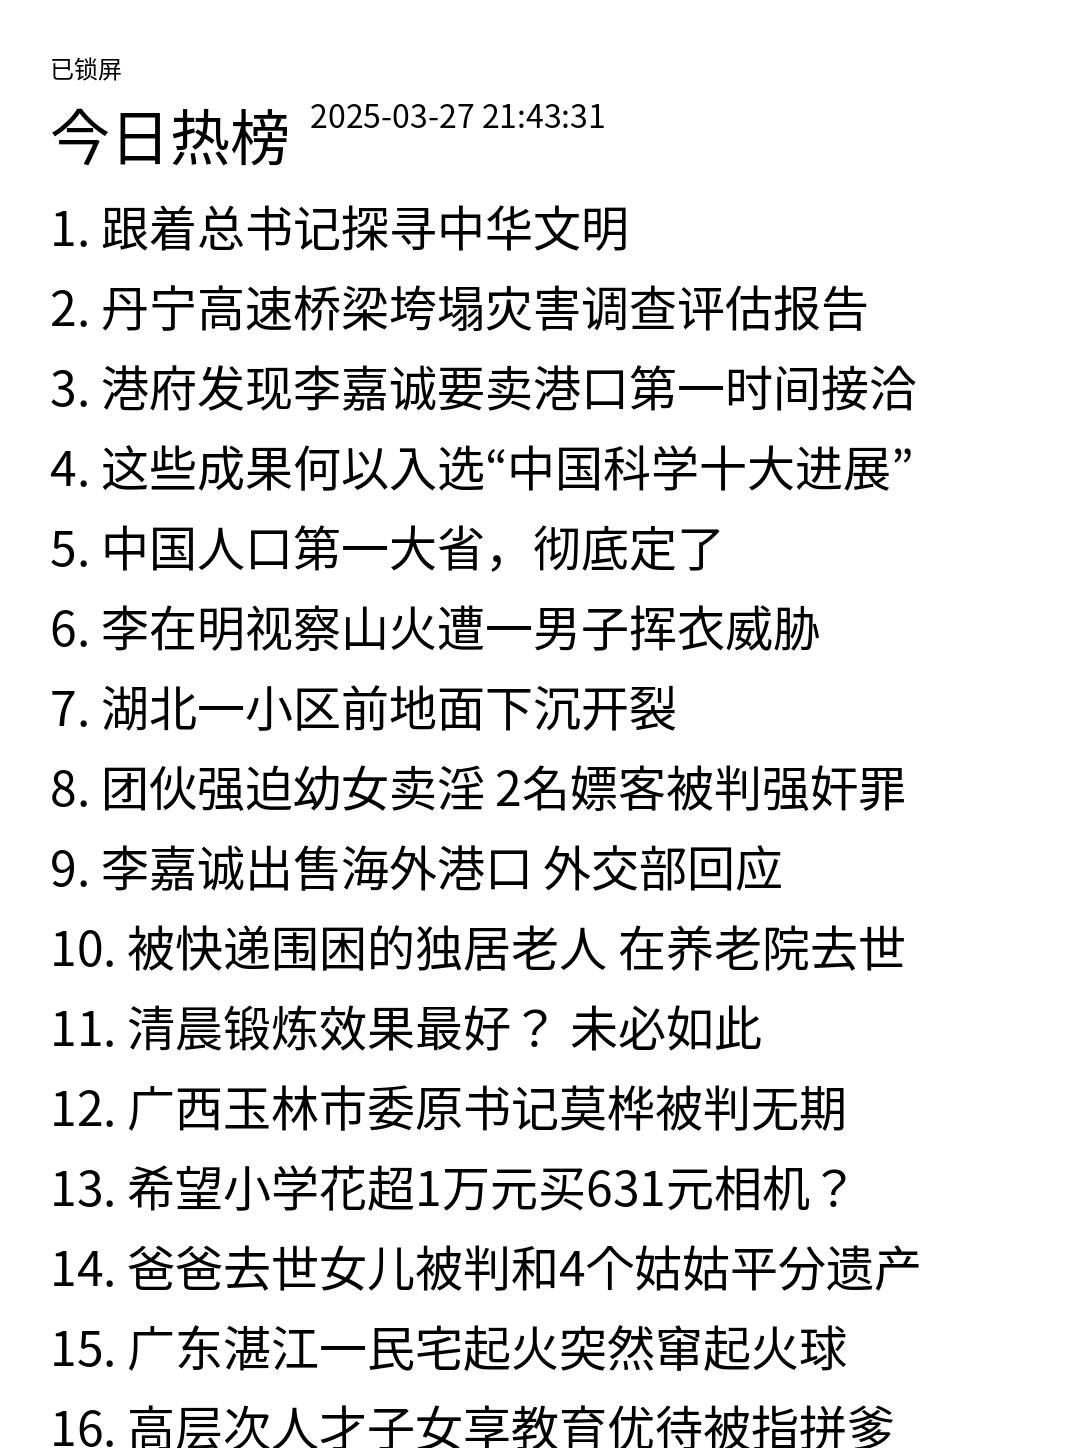 已锁屏
今日热榜 2025-03-27 21:43:31
1. 跟着总书记探寻中华文明
2. 丹宁高速桥梁垮塌灾害调查评估报告
3. 港府发现李嘉诚要卖港口第一时间接洽
4. 这些成果何以入选“中国科学十大进展”
5. 中国人口第一大省，彻底定了
6. 李在明视察山火遭一男子挥衣威胁
7. 湖北一小区前地面下沉开裂
8. 团伙强迫幼女卖淫 2名嫖客被判强奸罪
9. 李嘉诚出售海外港口 外交部回应
10. 被快递围困的独居老人 在养老院去世
11. 清晨锻炼效果最好？ 未必如此
12. 广西玉林市委原书记莫桦被判无期
13. 希望小学花超1万元买631元相机？
14. 爸爸去世女儿被判和4个姑姑平分遗产
15. 广东湛江一民宅起火突然窜起火球
16. 高层次人才子女享教育优待被指拼爹